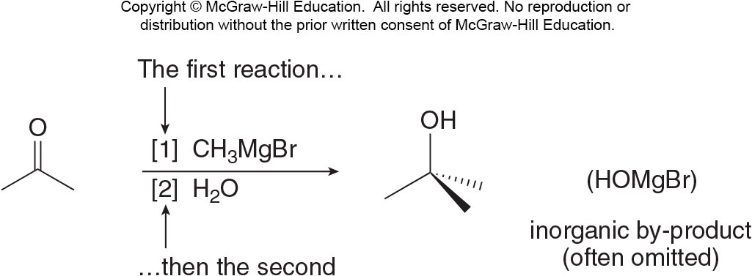 Copyright © McGraw-Hill Education.  All rights reserved. No reproduction or
distribution without the prior written consent of McGraw-Hill Education.
The first reaction…
O
[1]  CH₃MgBr
[2]  H₂O
…then the second
OH
(HOMgBr)
inorganic by-product
(often omitted)